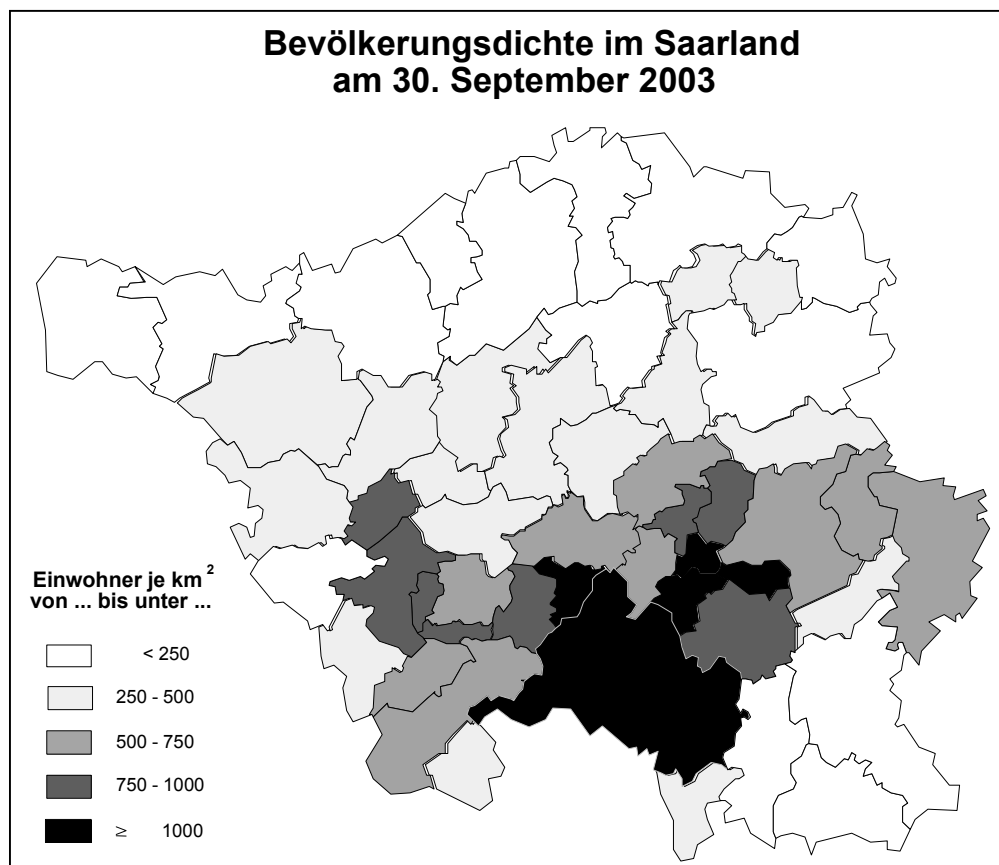 Bevölkerungsdichte im Saarland
am 30. September 2003
Einwohner je km²
von ... bis unter ...
< 250
250 - 500
500 - 750
750 - 1000
≥ 1000